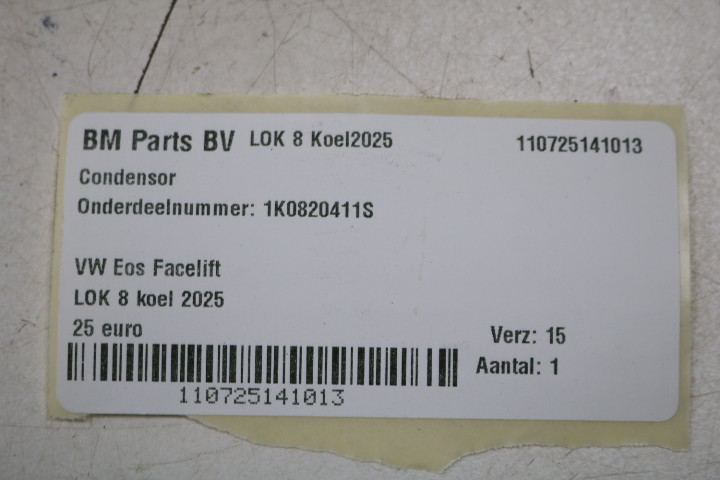 BM Parts BV LOK 8 Koel2025 110725141013
Condensor
Onderdeelnummer: 1K0820411S
VW Eos Facelift
LOK 8 koel 2025
25 euro
Verz: 15
Aantal: 1
110725141013